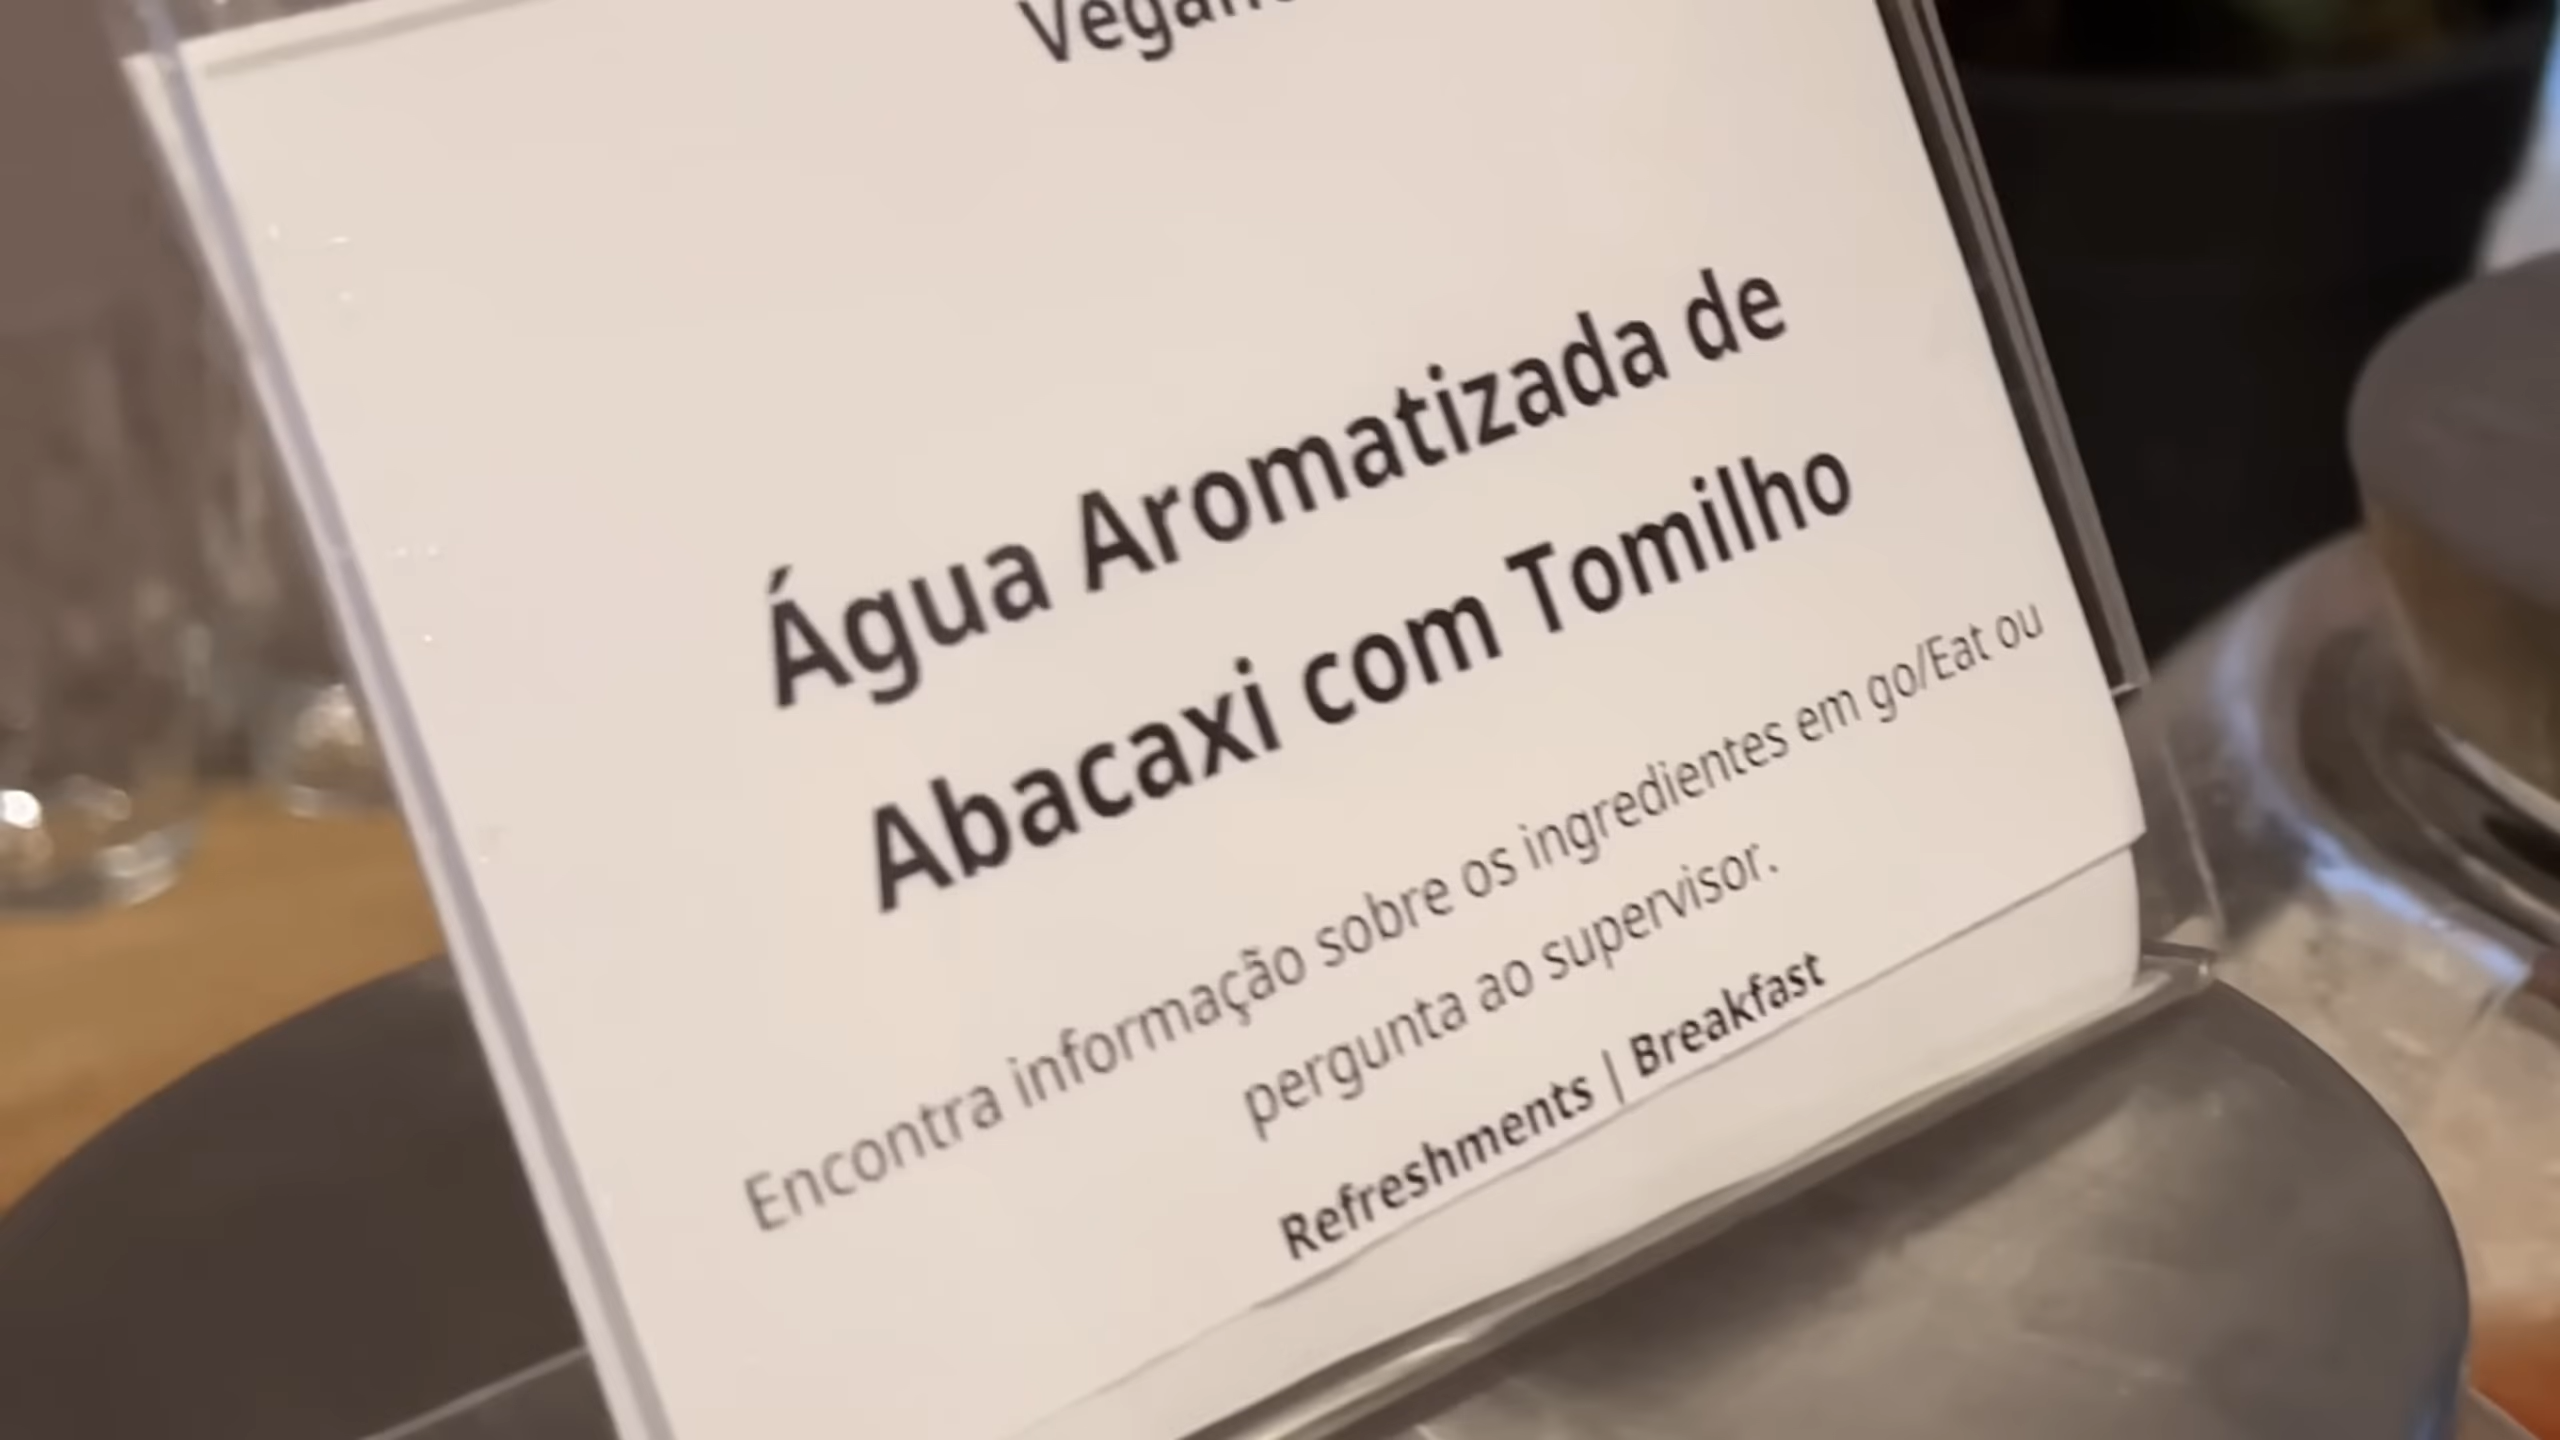 Água Aromatizada de
Abacaxi com Tomilho
Encontra informação sobre os ingredientes em go/Eat ou
pergunta ao supervisor.
Refreshments | Breakfast